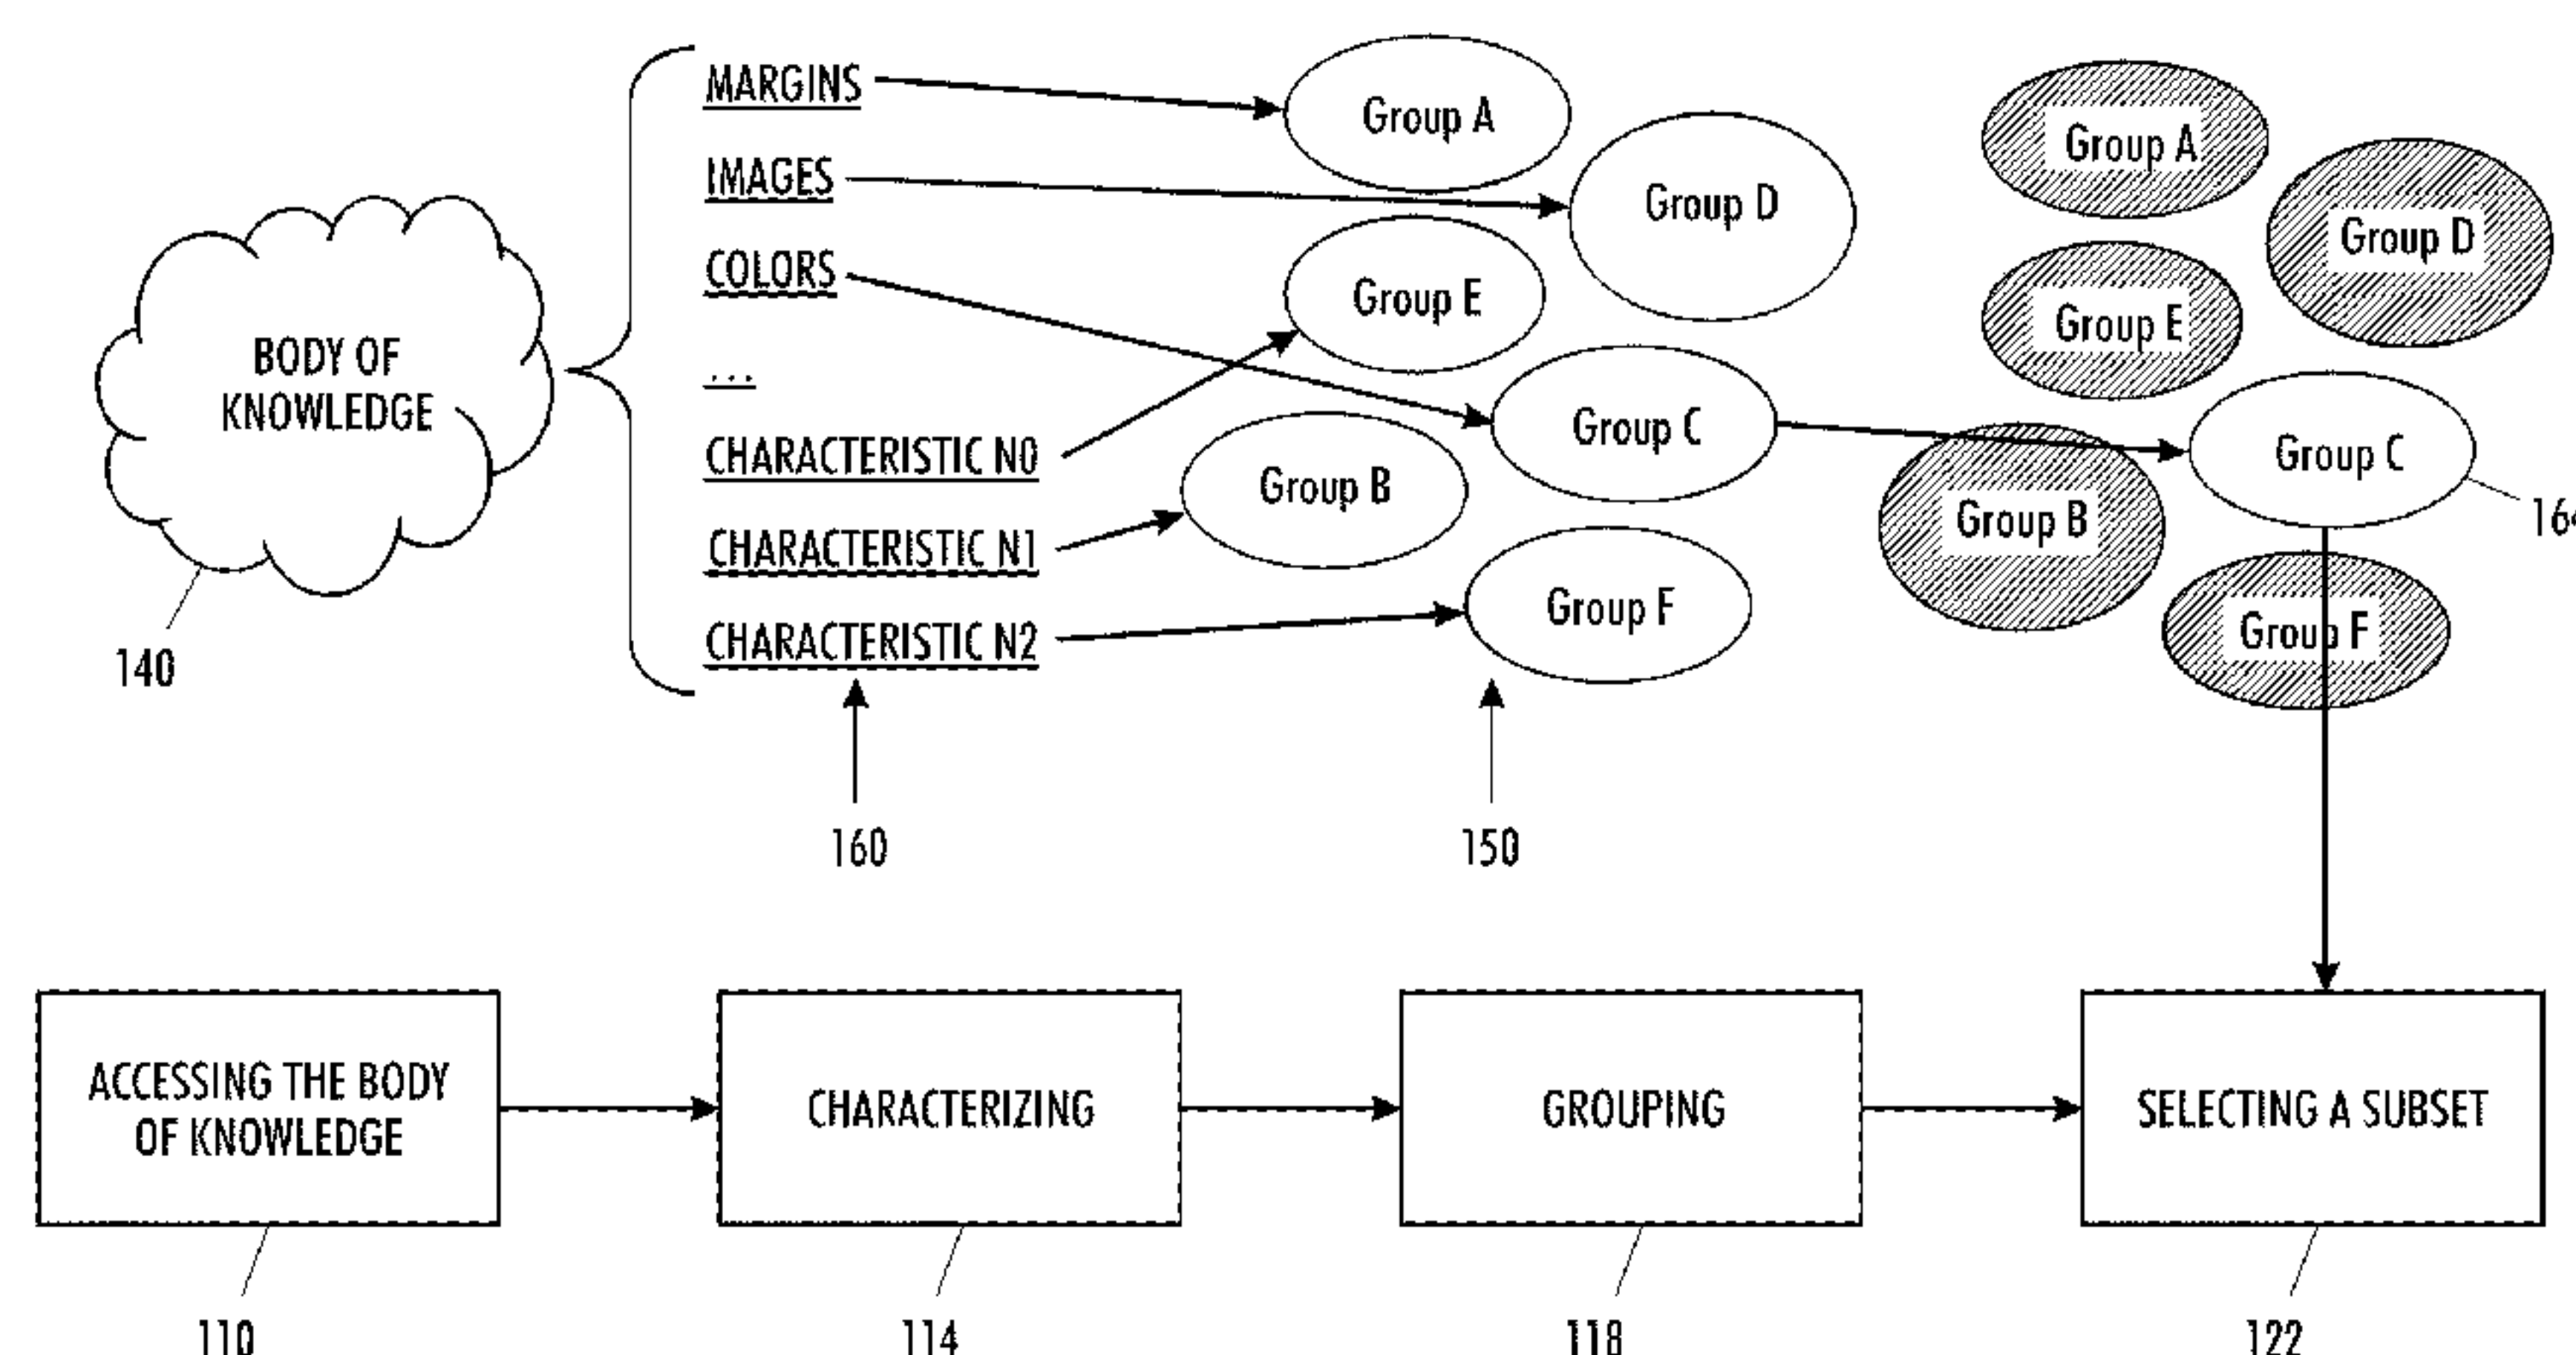 MARGINS
IMAGES
COLORS
...
CHARACTERISTIC N0
CHARACTERISTIC N1
CHARACTERISTIC N2
BODY OF
KNOWLEDGE
140
160
Group A
Group D
Group E
Group C
Group B
Group F
150
Group A
Group D
Group E
Group C
Group B
Group F
164
ACCESSING THE BODY
OF KNOWLEDGE
CHARACTERIZING
GROUPING
SELECTING A SUBSET
110
114
118
122